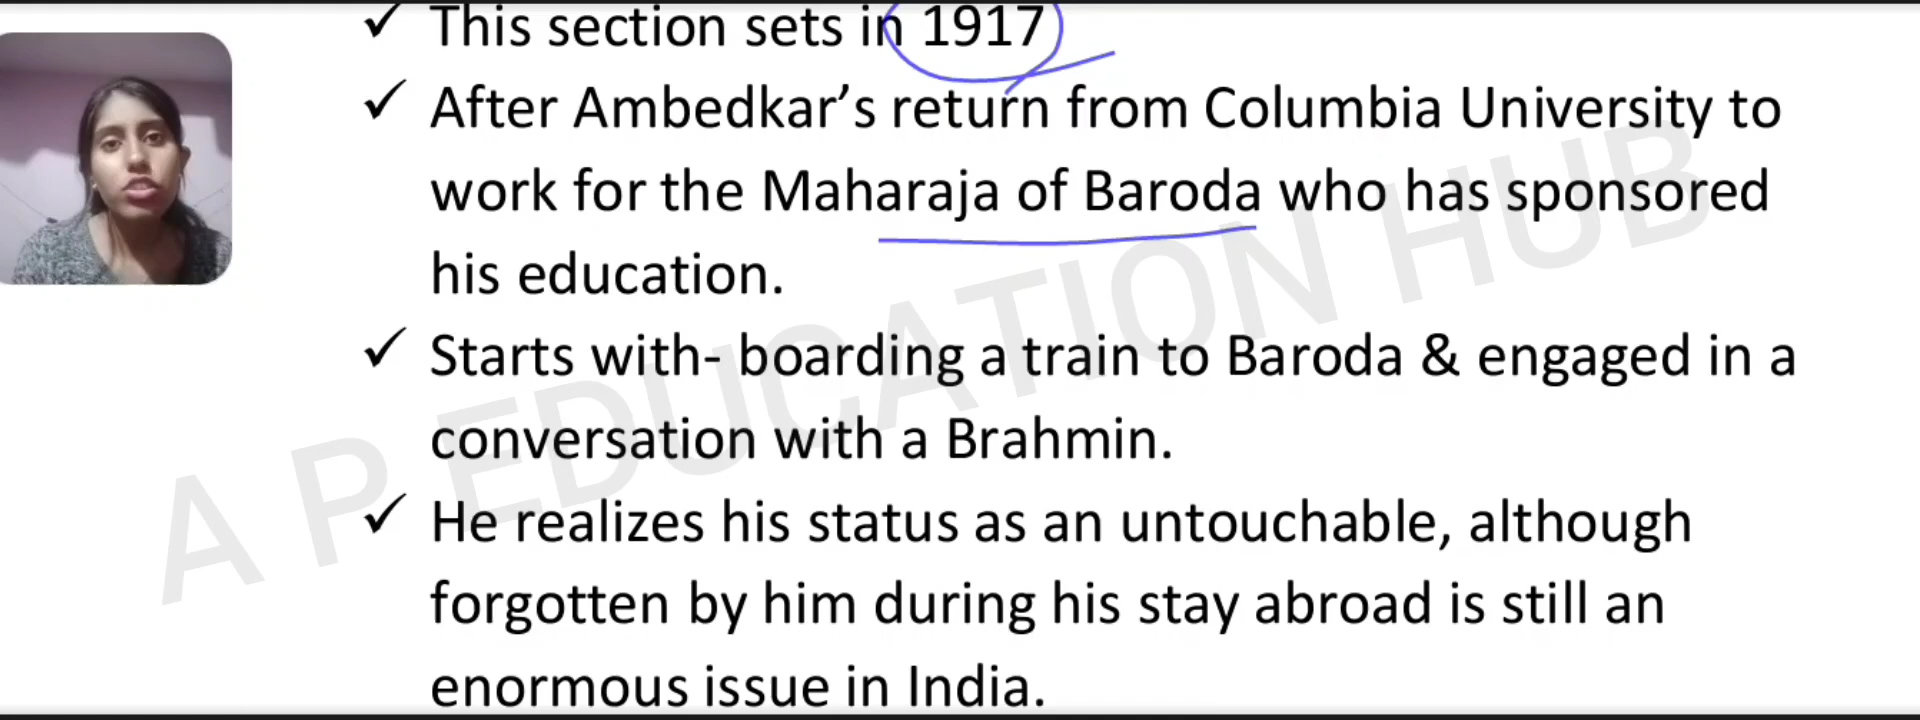 ✓ This section sets in 1917
✓ After Ambedkar’s return from Columbia University to
work for the Maharaja of Baroda who has sponsored
his education.
✓ Starts with- boarding a train to Baroda & engaged in a
conversation with a Brahmin.
✓ He realizes his status as an untouchable, although
forgotten by him during his stay abroad is still an
enormous issue in India.
A P EDUCATION HUB